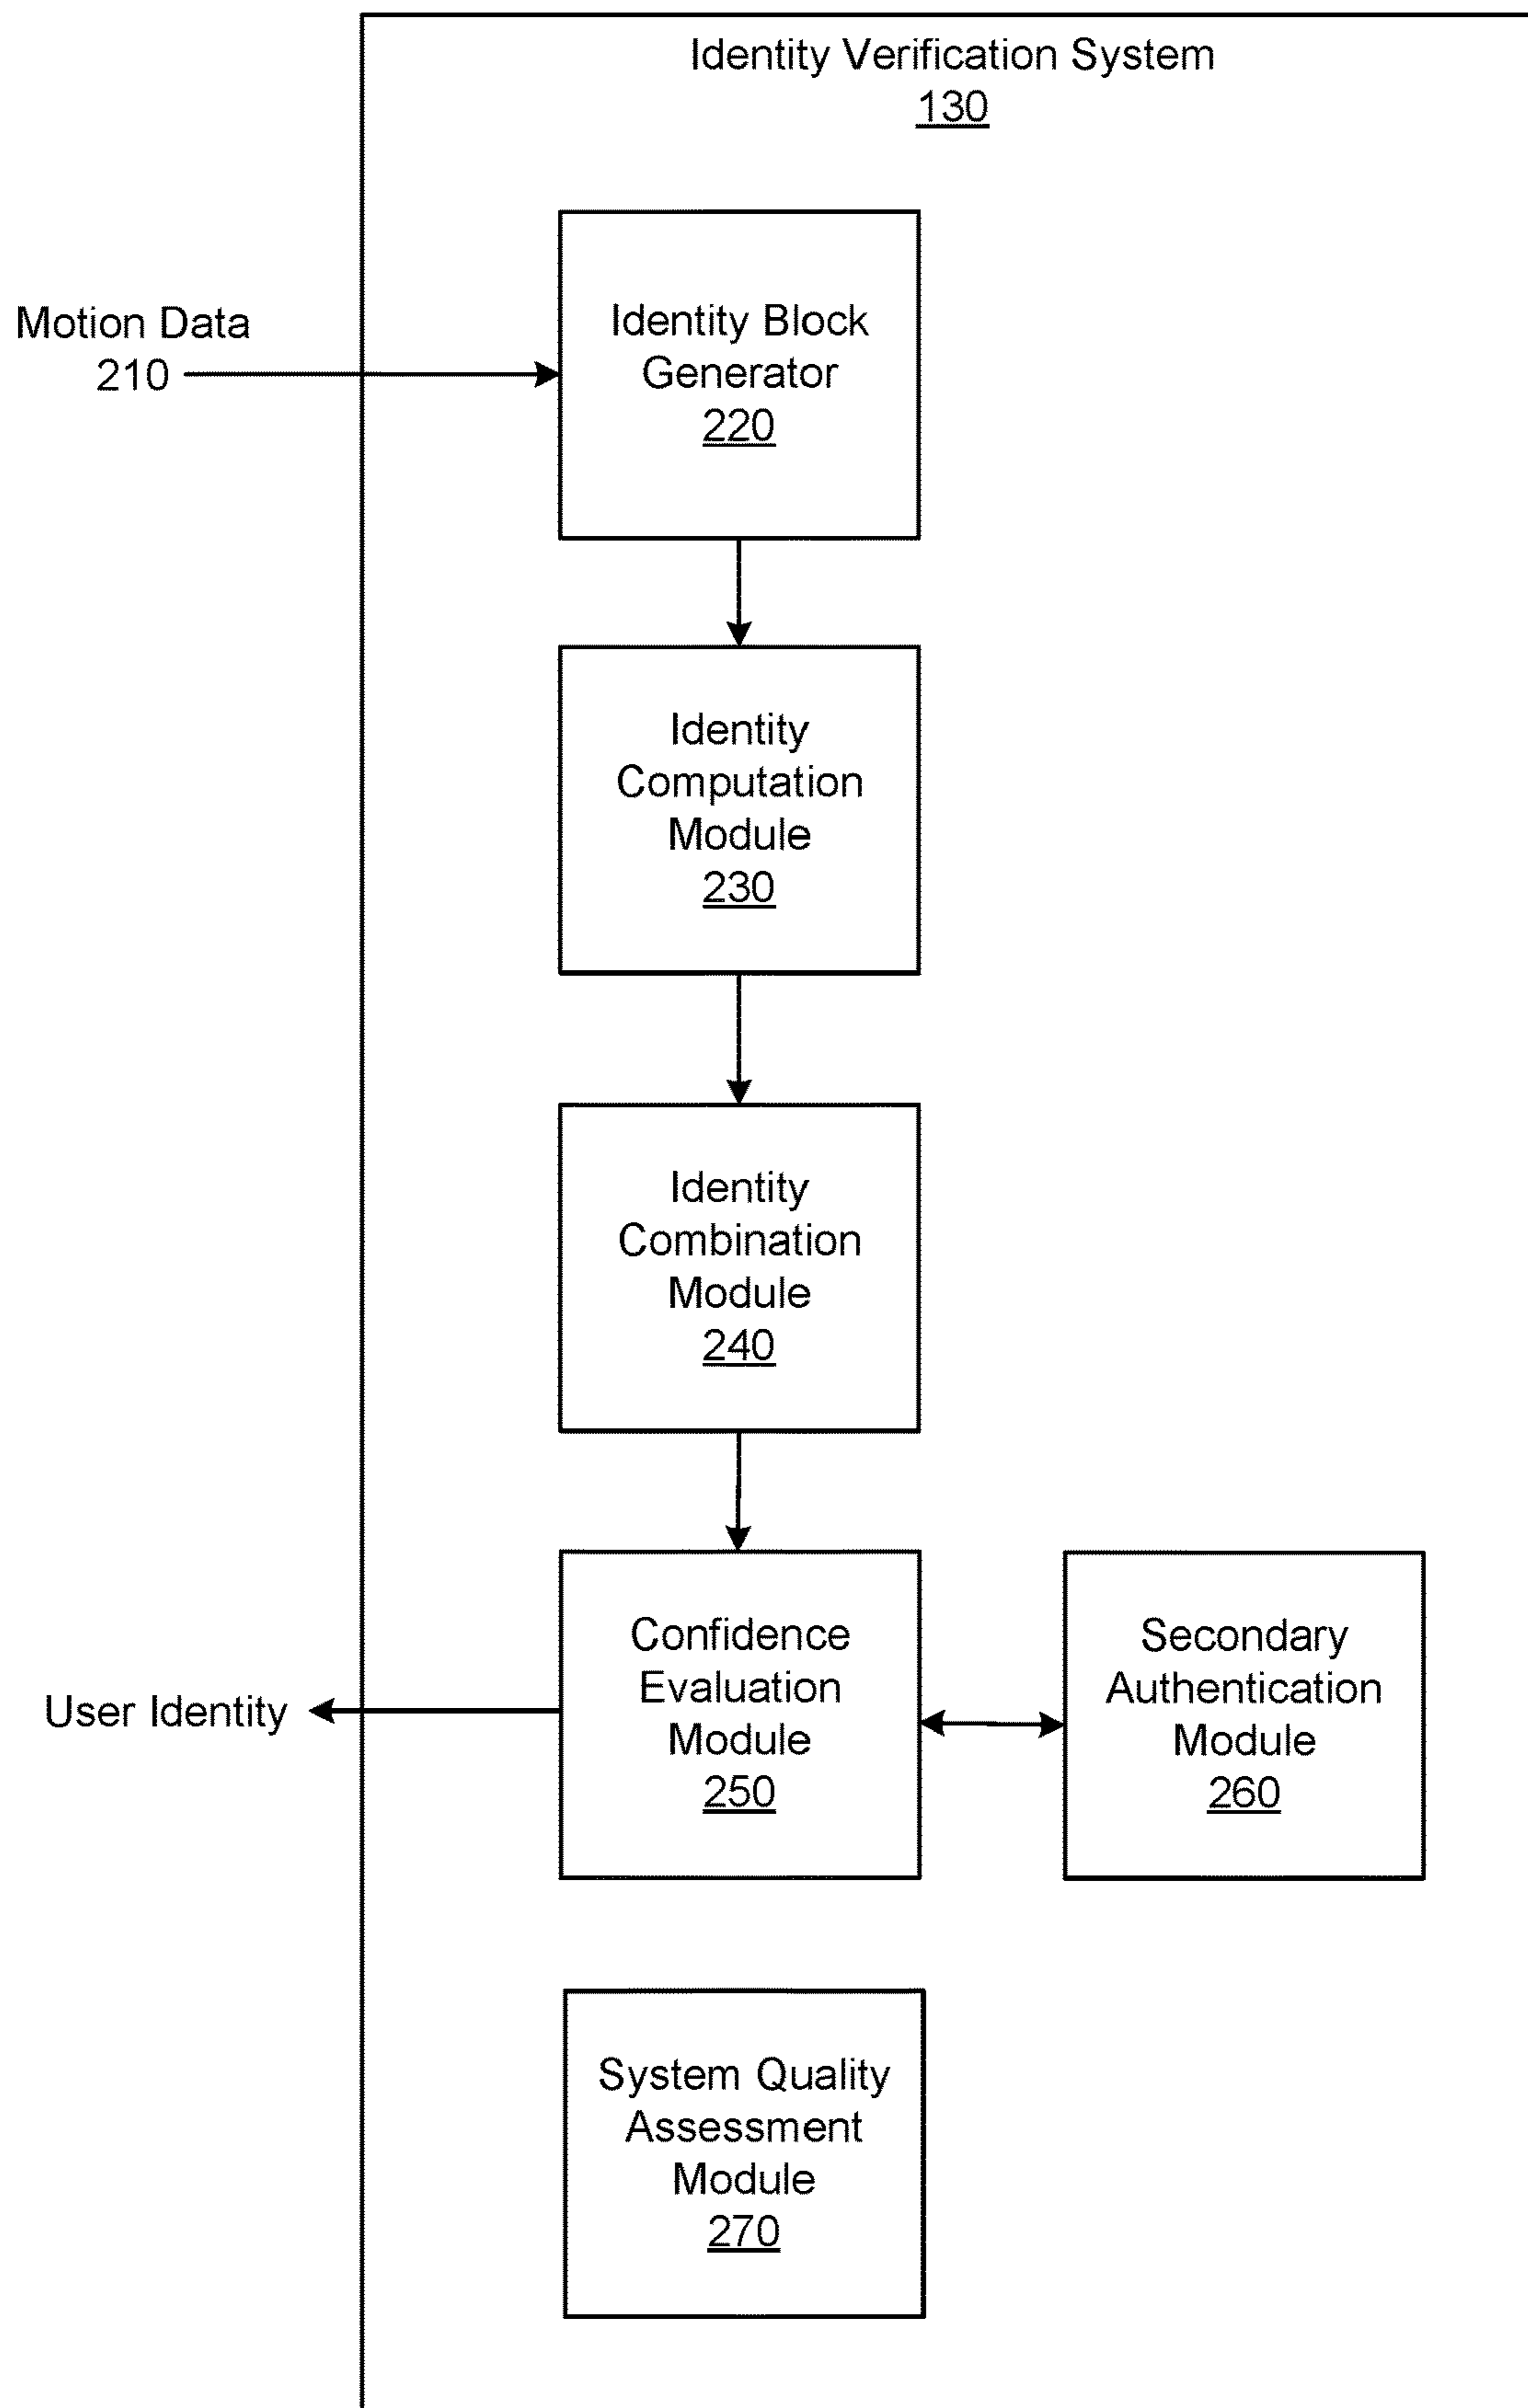 Identity Verification System
130
Motion Data
210
Identity Block
Generator
220
Identity
Computation
Module
230
Identity
Combination
Module
240
User Identity
Confidence
Evaluation
Module
250
Secondary
Authentication
Module
260
System Quality
Assessment
Module
270